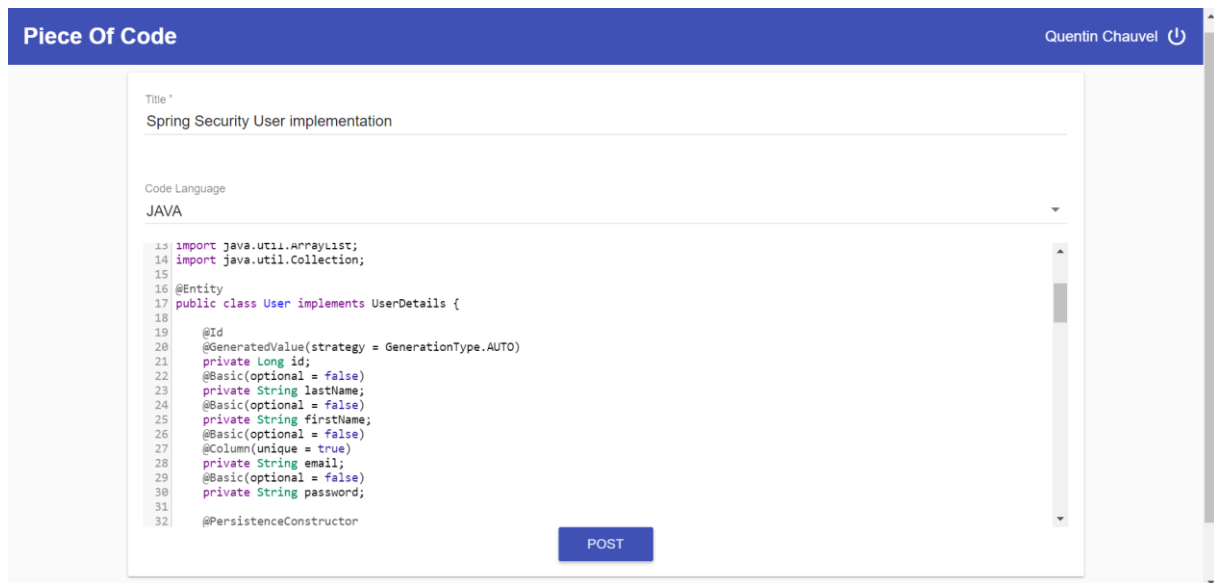 Piece Of Code
Quentin Chauvel
Title *
Spring Security User implementation
Code Language
JAVA
13 import java.util.ArrayList;
14 import java.util.Collection;
15
16 @Entity
17 public class User implements UserDetails {
18
19 @Id
20 @GeneratedValue(strategy = GenerationType.AUTO)
21 private Long id;
22 @Basic(optional = false)
23 private String lastName;
24 @Basic(optional = false)
25 private String firstName;
26 @Basic(optional = false)
27 @Column(unique = true)
28 private String email;
29 @Basic(optional = false)
30 private String password;
31
32 @PersistenceConstructor
POST